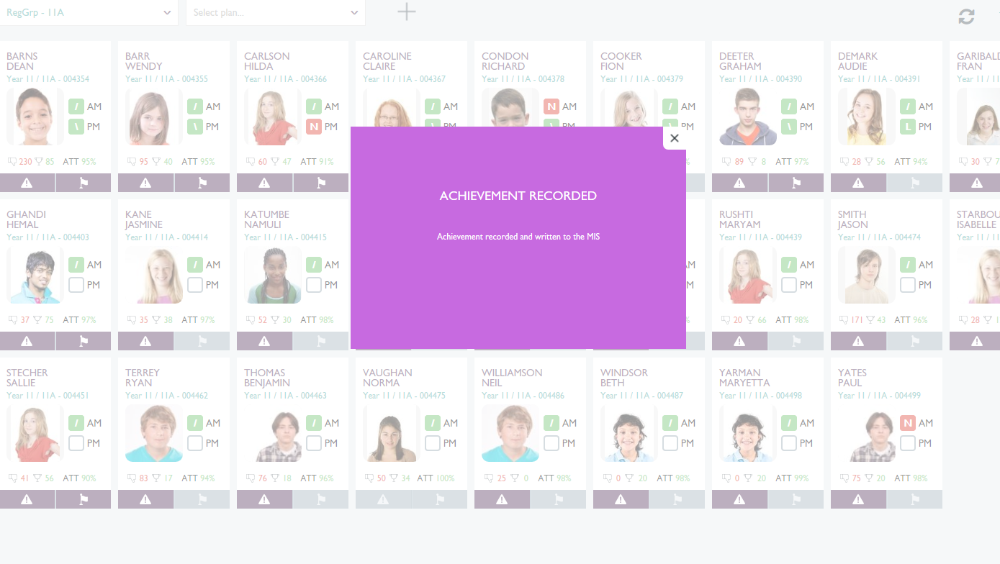 RegGrp - 11A
Select plan...
BARNS
DEAN
Year 11 / 11A - 004354
/ AM
\ PM
230 85 ATT 95%
BARR
WENDY
Year 11 / 11A - 004355
/ AM
\ PM
95 40 ATT 95%
CARLSON
HILDA
Year 11 / 11A - 004366
/ AM
N PM
60 47 ATT 91%
CAROLINE
CLAIRE
Year 11 / 11A - 004367
/ AM
\ PM
CONDON
RICHARD
Year 11 / 11A - 004378
N AM
\ PM
COOKER
FION
Year 11 / 11A - 004379
/ AM
\ PM
DEETER
GRAHAM
Year 11 / 11A - 004390
/ AM
\ PM
89 8 ATT 97%
DEMARK
AUDIE
Year 11 / 11A - 004391
/ AM
L PM
28 56 ATT 94%
FRAN
30
ACHIEVEMENT RECORDED
Achievement recorded and written to the MIS
GHANDI
HEMAL
Year 11 / 11A - 004403
/ AM
PM
37 75 ATT 97%
KANE
JASMINE
Year 11 / 11A - 004414
/ AM
PM
35 38 ATT 97%
KATUMBE
NAMULI
Year 11 / 11A - 004415
/ AM
PM
52 30 ATT 98%
RUSHTI
MARYAM
Year 11 / 11A - 004439
/ AM
PM
20 66 ATT 98%
SMITH
JASON
Year 11 / 11A - 004474
/ AM
PM
171 43 ATT 96%
ISABELLE
28
STECHER
SALLIE
Year 11 / 11A - 004451
/ AM
PM
41 56 ATT 90%
TERREY
RYAN
Year 11 / 11A - 004462
/ AM
PM
83 17 ATT 94%
THOMAS
BENJAMIN
Year 11 / 11A - 004463
/ AM
PM
76 18 ATT 96%
VAUGHAN
NORMA
Year 11 / 11A - 004475
/ AM
PM
50 34 ATT 100%
WILLIAMSON
NEIL
Year 11 / 11A - 004486
/ AM
PM
25 0 ATT 98%
WINDSOR
BETH
Year 11 / 11A - 004487
/ AM
PM
0 20 ATT 98%
YARMAN
MARYETTA
Year 11 / 11A - 004498
/ AM
PM
0 20 ATT 99%
YATES
PAUL
Year 11 / 11A - 004499
N AM
PM
75 20 ATT 98%